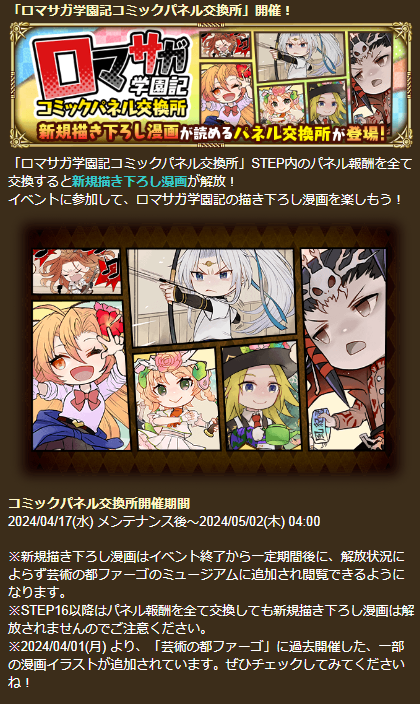 「ロマサガ学園記コミックパネル交換所」開催！
ロマサガ
学園記
コミックパネル交換所
新規描き下ろし漫画が読めるパネル交換所が登場!
「ロマサガ学園記コミックパネル交換所」STEP内のパネル報酬を全て
交換すると新規描き下ろし漫画が解放！
イベントに参加して、ロマサガ学園記の描き下ろし漫画を楽しもう！
コミックパネル交換所開催期間
2024/04/17(水) メンテナンス後～2024/05/02(木) 04:00
※新規描き下ろし漫画はイベント終了から一定期間後に、解放状況に
よらず芸術の都ファーゴのミュージアムに追加され閲覧できるように
なります。
※STEP16以降はパネル報酬を全て交換しても新規描き下ろし漫画は解
放されませんのでご注意ください。
※2024/04/01(月) より、「芸術の都ファーゴ」に過去開催した、一部
の漫画イラストが追加されています。ぜひチェックしてみてください
ね！